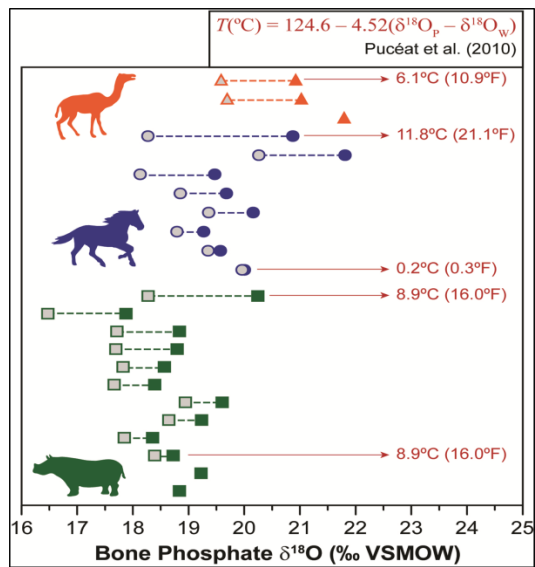 T(ºC) = 124.6 – 4.52(δ¹⁸Oₚ – δ¹⁸O_W)
Pucéat et al. (2010)
6.1ºC (10.9ºF)
11.8ºC (21.1ºF)
0.2ºC (0.3ºF)
8.9ºC (16.0ºF)
8.9ºC (16.0ºF)
16 17 18 19 20 21 22 23 24 25
Bone Phosphate δ¹⁸O (‰ VSMOW)